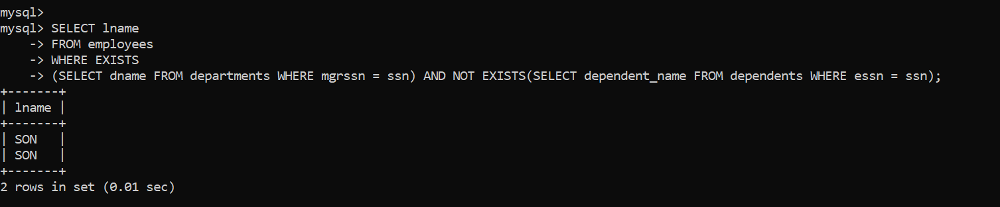 mysql>
mysql> SELECT lname
    -> FROM employees
    -> WHERE EXISTS
    -> (SELECT dname FROM departments WHERE mgrssn = ssn) AND NOT EXISTS(SELECT dependent_name FROM dependents WHERE essn = ssn);
+-------+
| lname |
+-------+
| SON   |
| SON   |
+-------+
2 rows in set (0.01 sec)